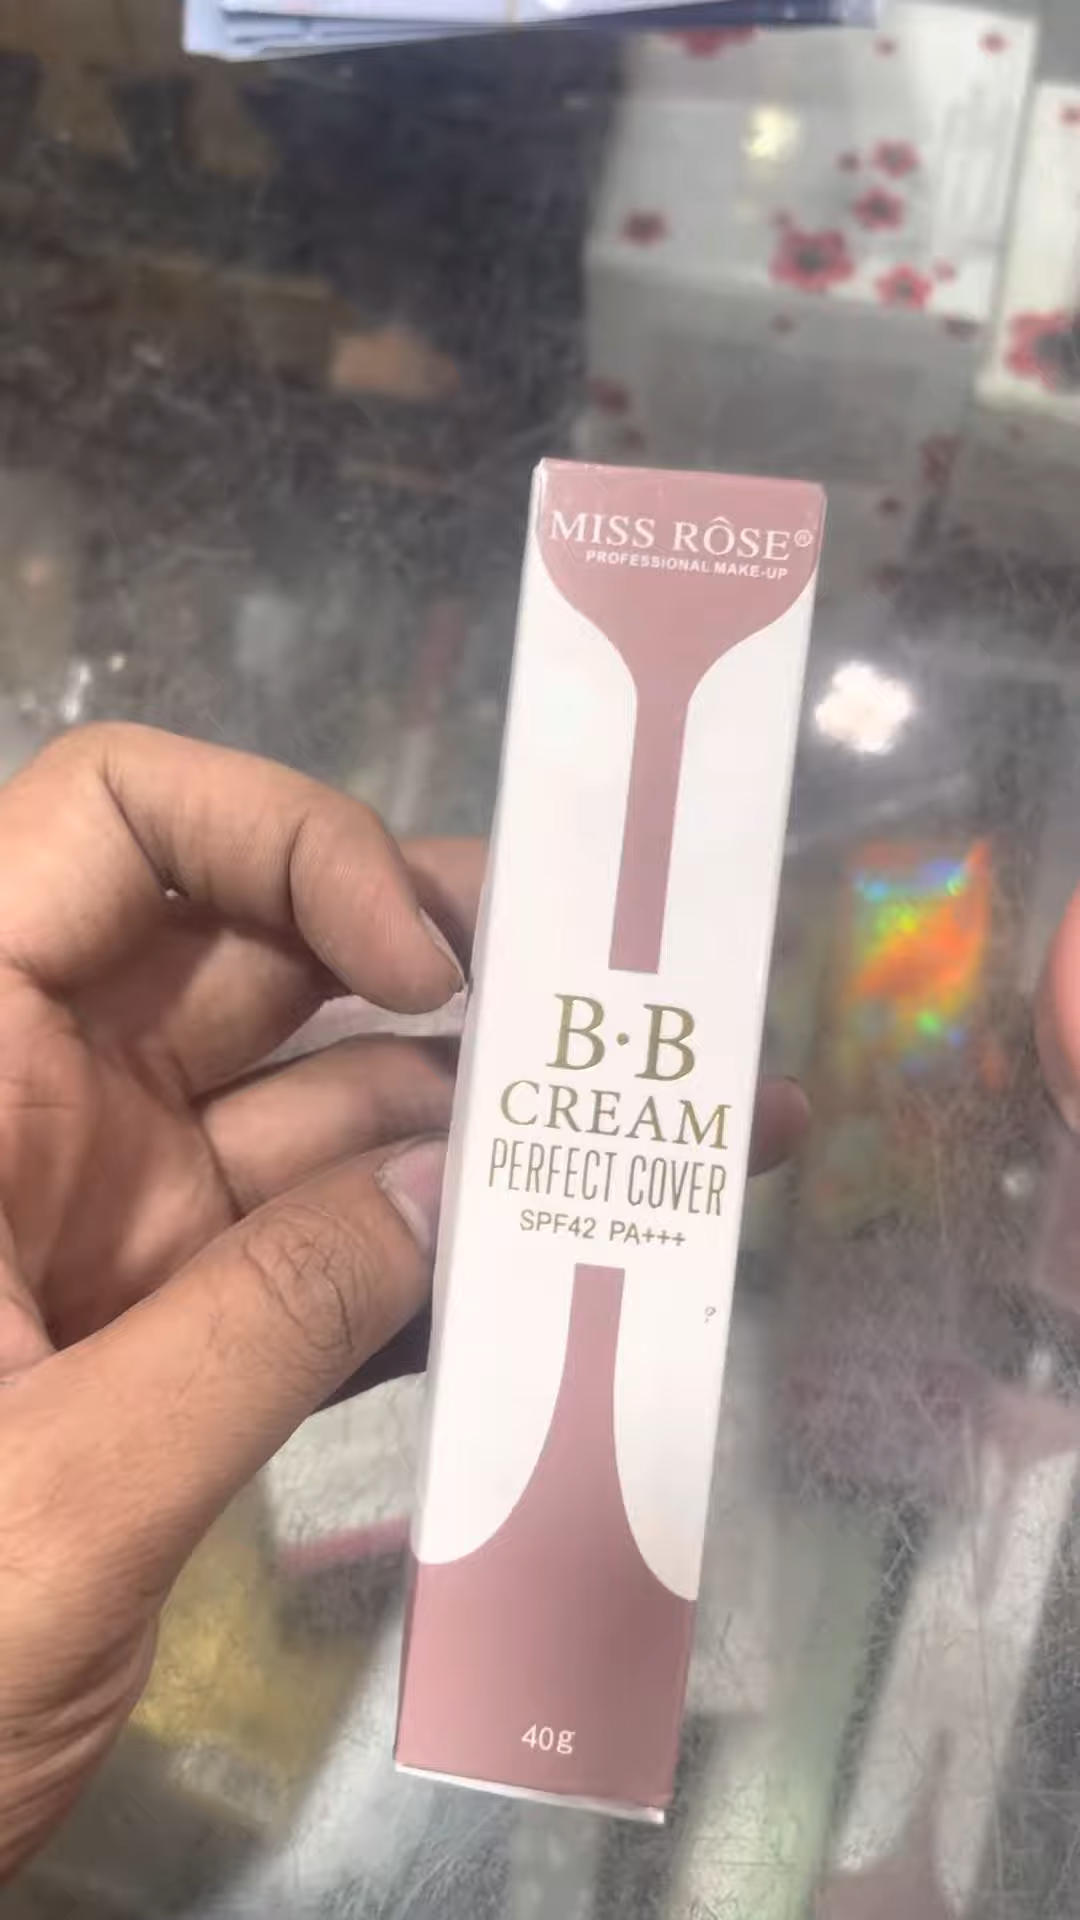 MISS RÔSE®
PROFESSIONAL MAKE-UP
B·B
CREAM
PERFECT COVER
SPF42 PA+++
?
40g